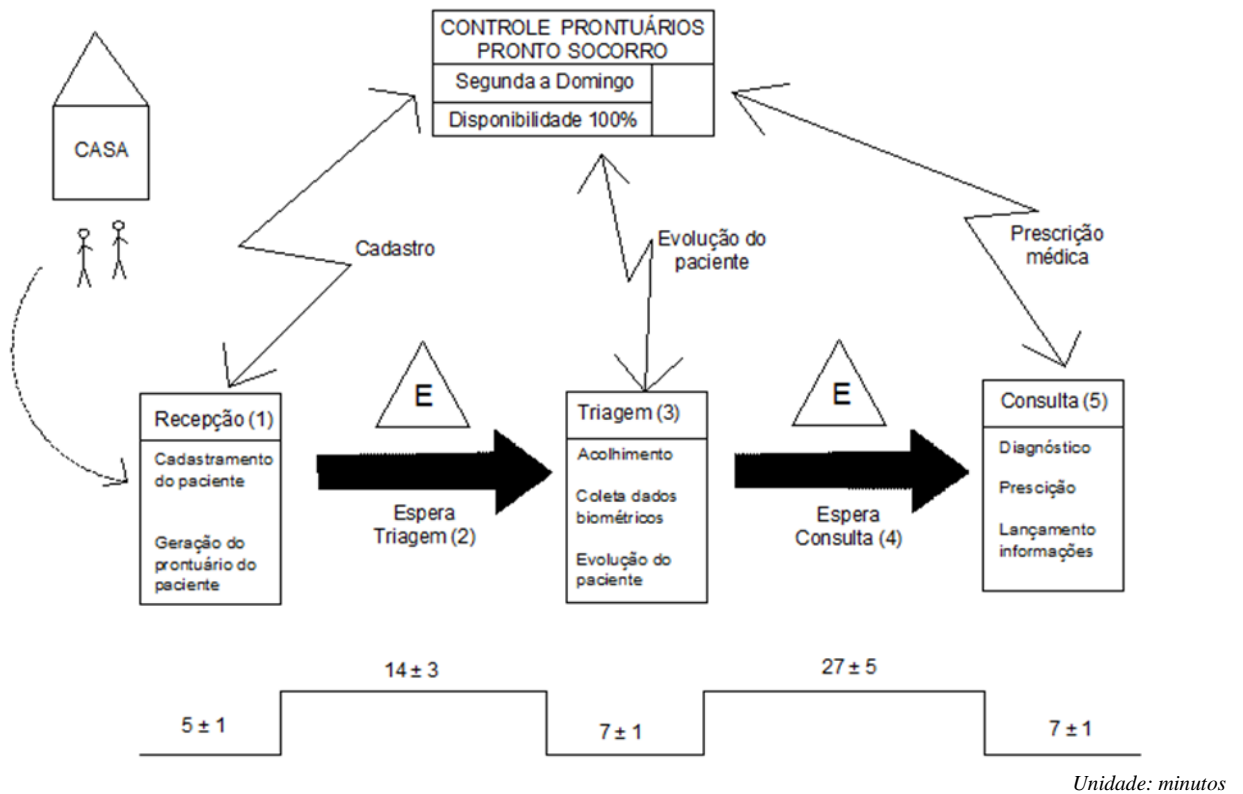 CONTROLE PRONTUÁRIOS
PRONTO SOCORRO
Segunda a Domingo
Disponibilidade 100%
CASA
Cadastro
Evolução do
paciente
Prescrição
médica
Recepção (1)
Cadastramento
do paciente
Geração do
prontuário do
paciente
E
Espera
Triagem (2)
Triagem (3)
Acolhimento
Coleta dados
biométricos
Evolução do
paciente
E
Espera
Consulta (4)
Consulta (5)
Diagnóstico
Prescição
Lançamento
informações
5 ± 1
14 ± 3
7 ± 1
27 ± 5
7 ± 1
Unidade: minutos